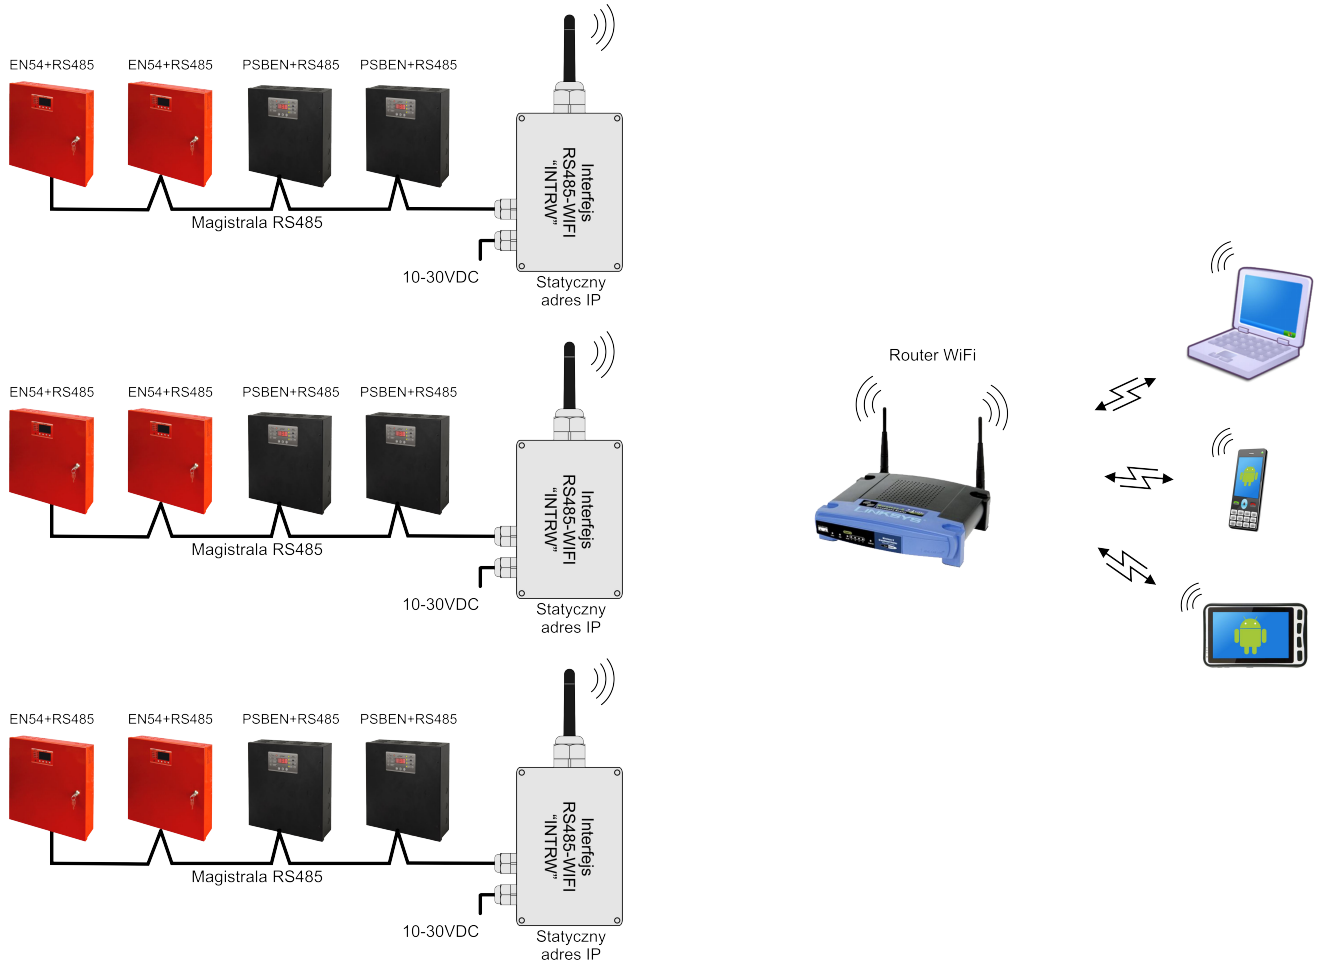 EN54+RS485 EN54+RS485 PSBEN+RS485 PSBEN+RS485
Interfejs
RS485-WIFI
“INTRW”
Magistrala RS485
10-30VDC
Statyczny
adres IP
EN54+RS485 EN54+RS485 PSBEN+RS485 PSBEN+RS485
Interfejs
RS485-WIFI
“INTRW”
Magistrala RS485
10-30VDC
Statyczny
adres IP
EN54+RS485 EN54+RS485 PSBEN+RS485 PSBEN+RS485
Interfejs
RS485-WIFI
“INTRW”
Magistrala RS485
10-30VDC
Statyczny
adres IP
Router WiFi
LINKSYS